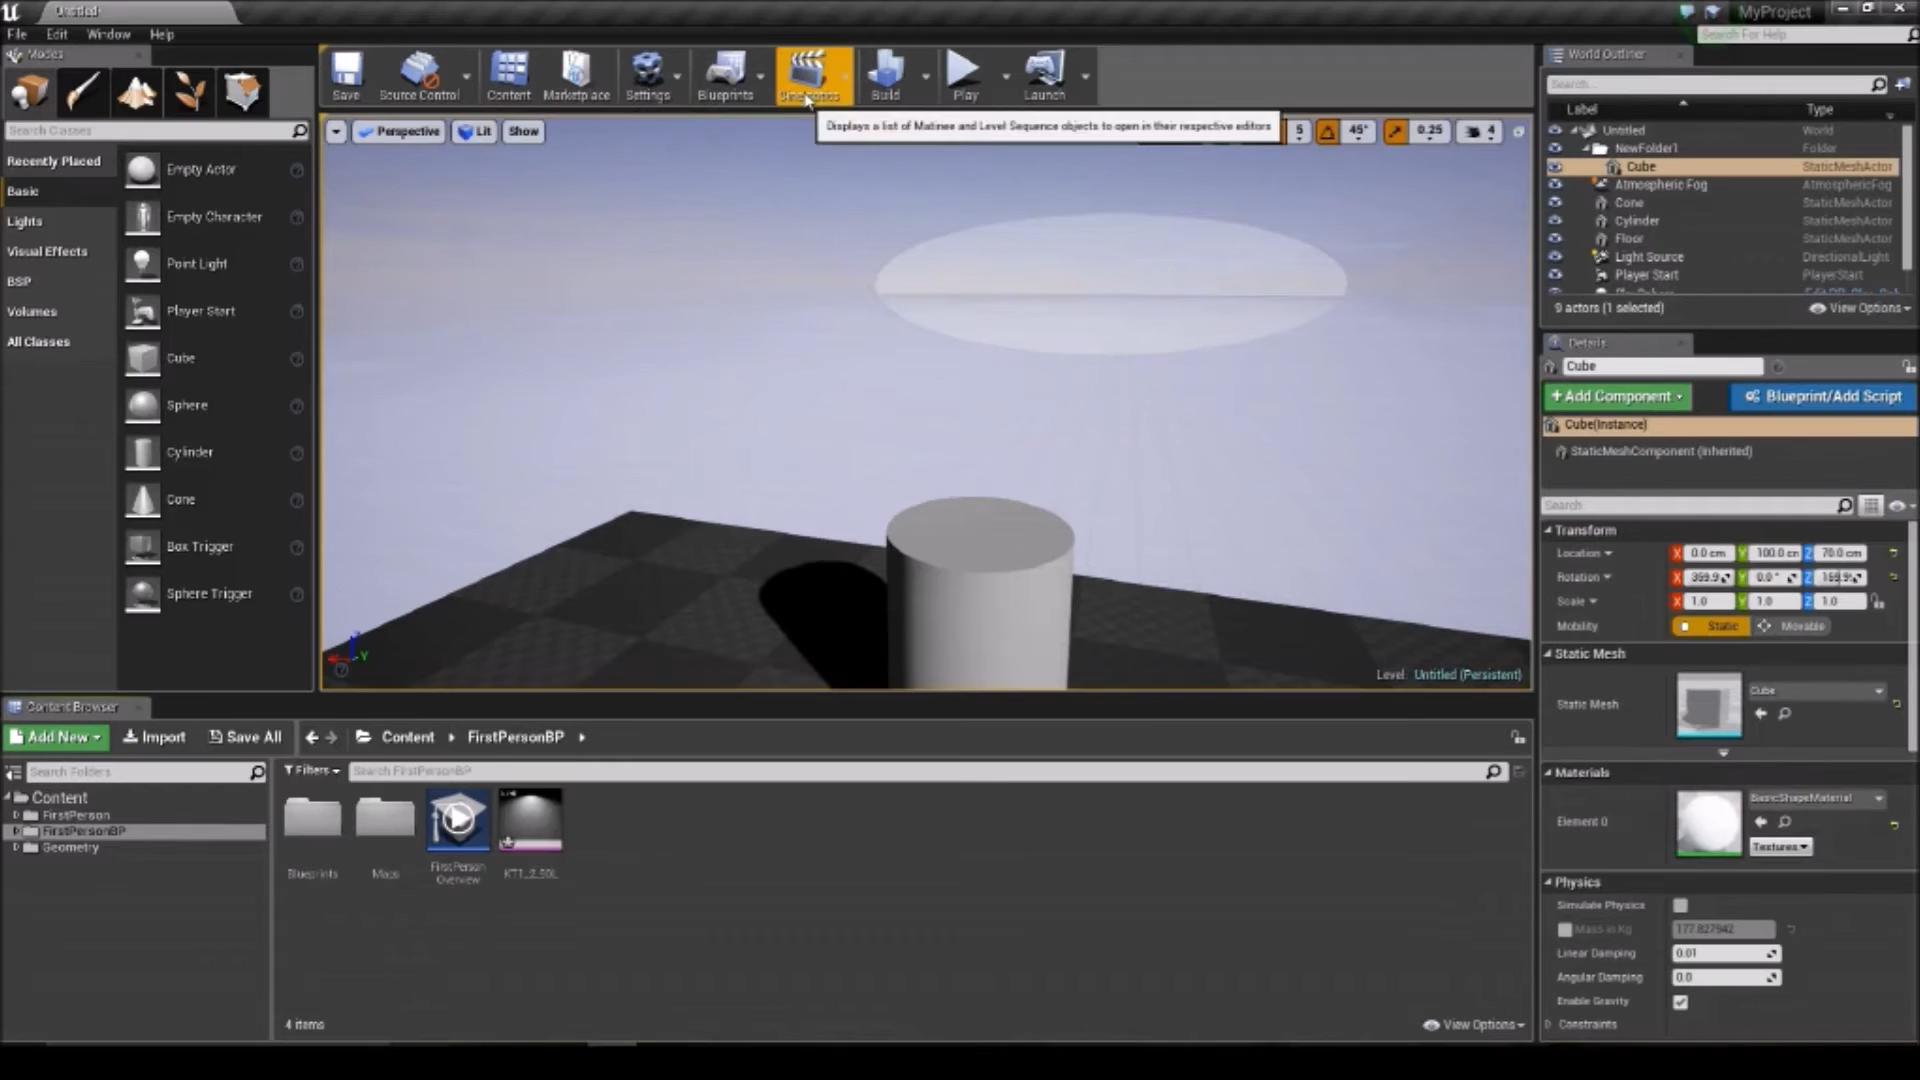 Untitled
MyProject
File Edit Window Help
Search For Help
Modes
Save
Source Control
Content
Marketplace
Settings
Blueprints
Cinematics
Build
Play
Launch
Displays a list of Matinee and Level Sequence objects to open in their respective editors
Search Classes
Recently Placed
Basic
Lights
Visual Effects
BSP
Volumes
All Classes
Empty Actor
Empty Character
Point Light
Player Start
Cube
Sphere
Cylinder
Cone
Box Trigger
Sphere Trigger
Perspective
Lit
Show
5
45°
0.25
4
Y
Level: Untitled (Persistent)
World Outliner
Search...
Label Type
Untitled World
NewFolder1 Folder
Cube StaticMeshActor
Atmospheric Fog AtmosphericFog
Cone StaticMeshActor
Cylinder StaticMeshActor
Floor StaticMeshActor
Light Source DirectionalLight
Player Start PlayerStart
9 actors (1 selected)
View Options
Details
Cube
+ Add Component
Blueprint/Add Script
Cube(Instance)
StaticMeshComponent (Inherited)
Search
Transform
Location X 0.0 cm Y 100.0 cm Z 70.0 cm
Rotation X 359.9 Y 0.0 °
Scale X 1.0 Y 1.0 Z 1.0
Mobility Static Movable
Static Mesh
Static Mesh Cube
Materials
Element 0 BasicShapeMaterial
Textures
Physics
Simulate Physics
Mass in Kg 177.827942
Linear Damping 0.01
Angular Damping 0.0
Enable Gravity
Constraints
Content Browser
Add New Import Save All Content FirstPersonBP
Search Folders
Filters Search FirstPersonBP
Content
FirstPerson
FirstPersonBP
Geometry
Blueprints
Maps
FirstPerson
Overview
4 items
View Options